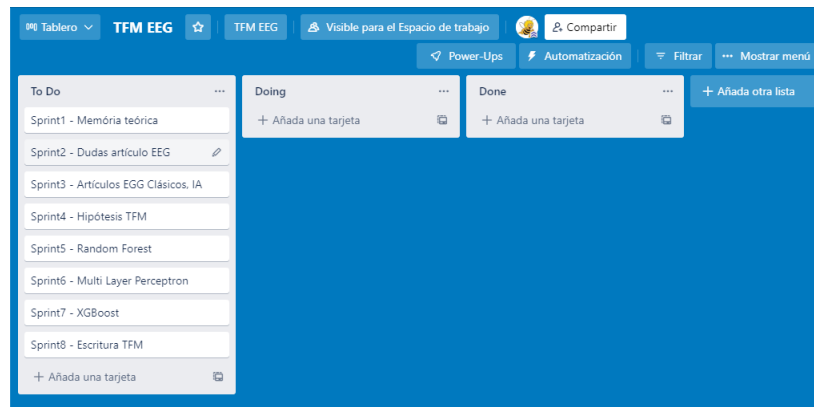 Tablero TFM EEG TFM EEG Visible para el Espacio de trabajo Compartir
Power-Ups Automatización Filtrar ... Mostrar menú
To Do ...
Sprint1 - Memória teórica
Sprint2 - Dudas artículo EEG
Sprint3 - Artículos EGG Clásicos, IA
Sprint4 - Hipótesis TFM
Sprint5 - Random Forest
Sprint6 - Multi Layer Perceptron
Sprint7 - XGBoost
Sprint8 - Escritura TFM
+ Añada una tarjeta
Doing ...
+ Añada una tarjeta
Done ...
+ Añada una tarjeta
+ Añada otra lista